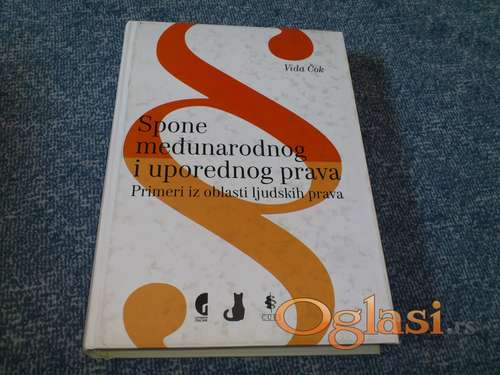 Vida Čok
Spone
međunarodnog
i uporednog prava
Primeri iz oblasti ljudskih prava
Oglasi.rs